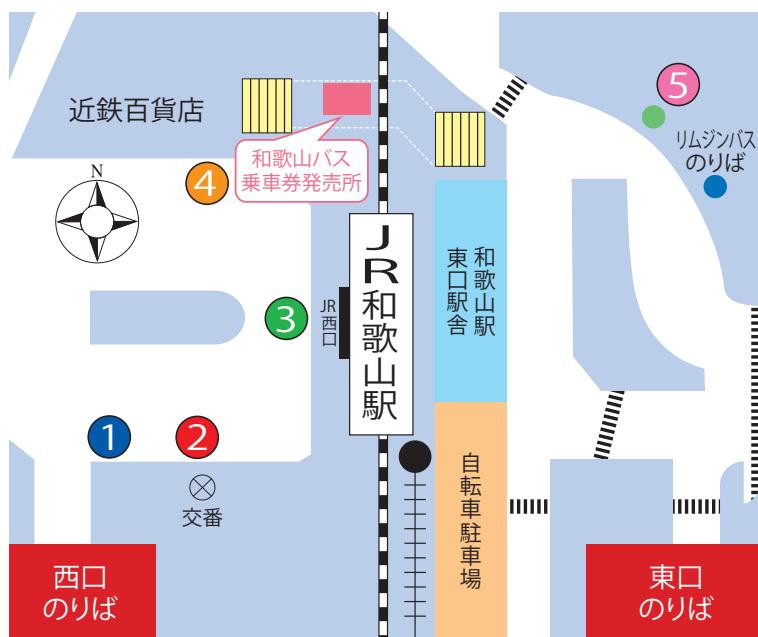 近鉄百貨店
和歌山バス
乗車券発売所
5
リムジンバス
のりば
4
N
JR和歌山駅
和歌山駅
東口駅舎
3
JR
西口
1
2
交番
自転車駐車場
西口
のりば
東口
のりば